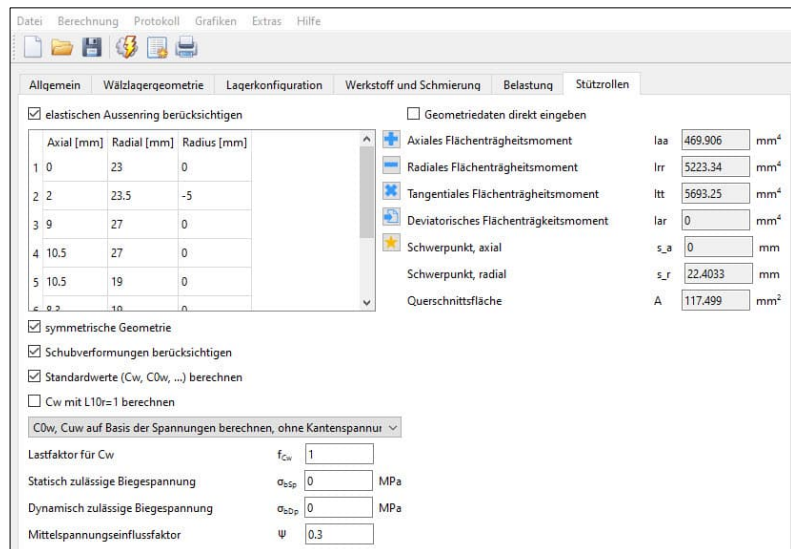 Datei Berechnung Protokoll Grafiken Extras Hilfe
Allgemein Wälzlagergeometrie Lagerkonfiguration Werkstoff und Schmierung Belastung Stützrollen
elastischen Aussenring berücksichtigen
Axial [mm] Radial [mm] Radius [mm]
1 0 23 0
2 2 23.5 -5
3 9 27 0
4 10.5 27 0
5 10.5 19 0
symmetrische Geometrie
Schubverformungen berücksichtigen
Standardwerte (Cw, C0w, ...) berechnen
Cw mit L10r=1 berechnen
C0w, Cuw auf Basis der Spannungen berechnen, ohne Kantenspannur
Lastfaktor für Cw fCw 1
Statisch zulässige Biegespannung σbSp 0 MPa
Dynamisch zulässige Biegespannung σbDp 0 MPa
Mittelspannungseinflussfaktor Ψ 0.3
Geometriedaten direkt eingeben
Axiales Flächenträgheitsmoment Iaa 469.906 mm⁴
Radiales Flächenträgheitsmoment Irr 5223.34 mm⁴
Tangentiales Flächenträgheitsmoment Itt 5693.25 mm⁴
Deviatorisches Flächenträgkeitsmoment Iar 0 mm⁴
Schwerpunkt, axial s_a 0 mm
Schwerpunkt, radial s_r 22.4033 mm
Querschnittsfläche A 117.499 mm²